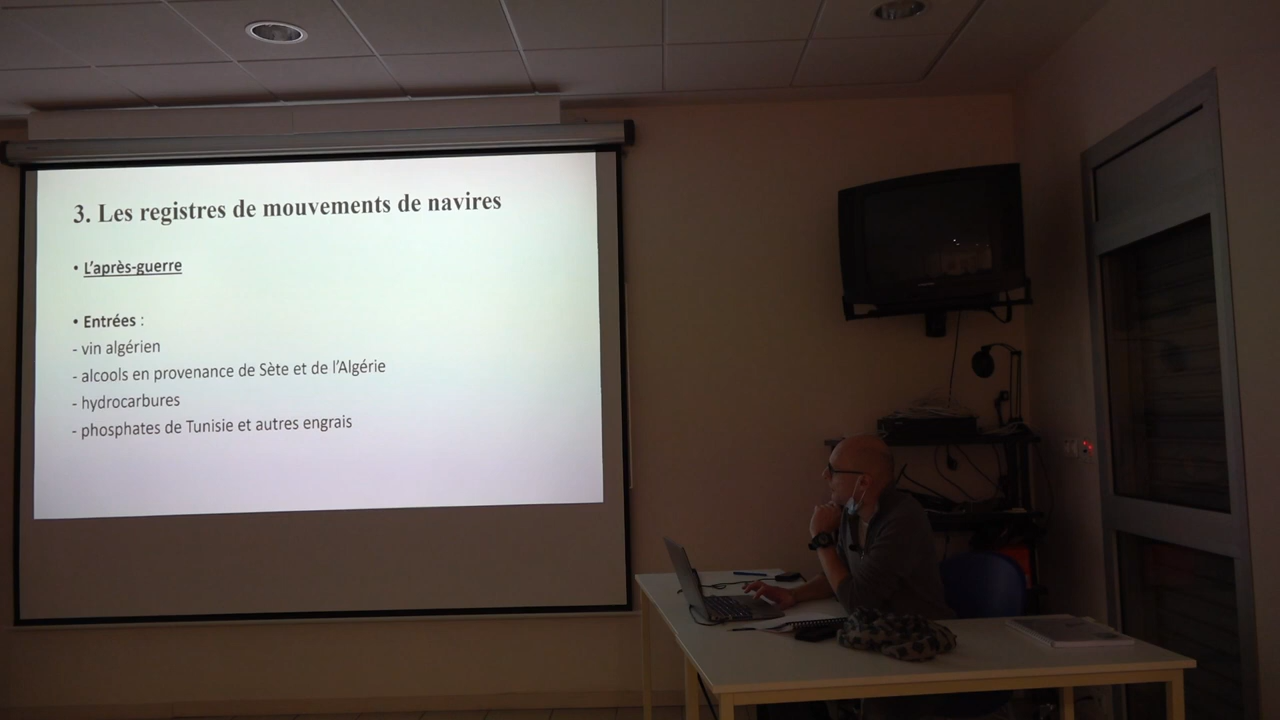 3. Les registres de mouvements de navires
• L'après-guerre
• Entrées :
- vin algérien
- alcools en provenance de Sète et de l'Algérie
- hydrocarbures
- phosphates de Tunisie et autres engrais